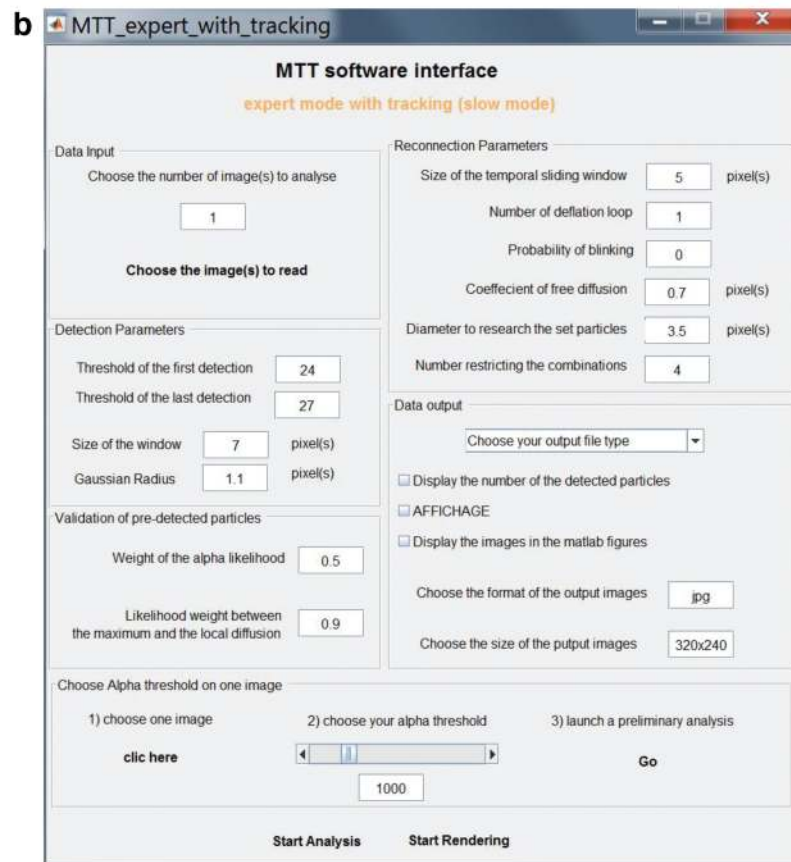 b
MTT_expert_with_tracking
MTT software interface
expert mode with tracking (slow mode)
Data Input
Choose the number of image(s) to analyse
1
Choose the image(s) to read
Detection Parameters
Threshold of the first detection 24
Threshold of the last detection 27
Size of the window 7 pixel(s)
Gaussian Radius 1.1 pixel(s)
Validation of pre-detected particles
Weight of the alpha likelihood 0.5
Likelihood weight between
the maximum and the local diffusion 0.9
Reconnection Parameters
Size of the temporal sliding window 5 pixel(s)
Number of deflation loop 1
Probability of blinking 0
Coeffecient of free diffusion 0.7 pixel(s)
Diameter to research the set particles 3.5 pixel(s)
Number restricting the combinations 4
Data output
Choose your output file type
Display the number of the detected particles
AFFICHAGE
Display the images in the matlab figures
Choose the format of the output images jpg
Choose the size of the putput images 320x240
Choose Alpha threshold on one image
1) choose one image
clic here
2) choose your alpha threshold
1000
3) launch a preliminary analysis
Go
Start Analysis Start Rendering